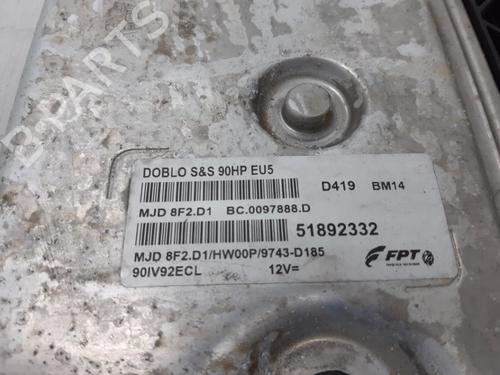 DOBLO S&S 90HP EU5
D419 BM14
MJD 8F2.D1 BC.0097888.D
51892332
MJD 8F2.D1/HW00P/9743-D185
90IV92ECL 12V=
FPT
B-PARTS